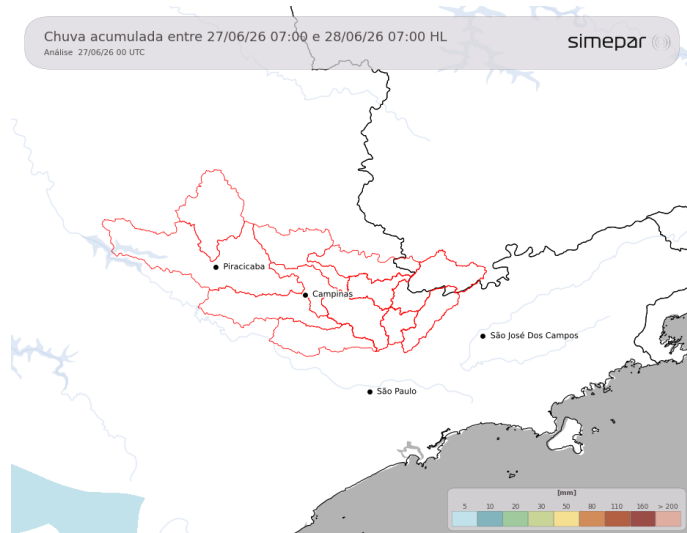 Chuva acumulada entre 27/06/26 07:00 e 28/06/26 07:00 HL
Análise 27/06/26 00 UTC
simepar
Piracicaba
Campinas
São José Dos Campos
São Paulo
[mm]
5 10 20 30 50 80 110 160 > 200